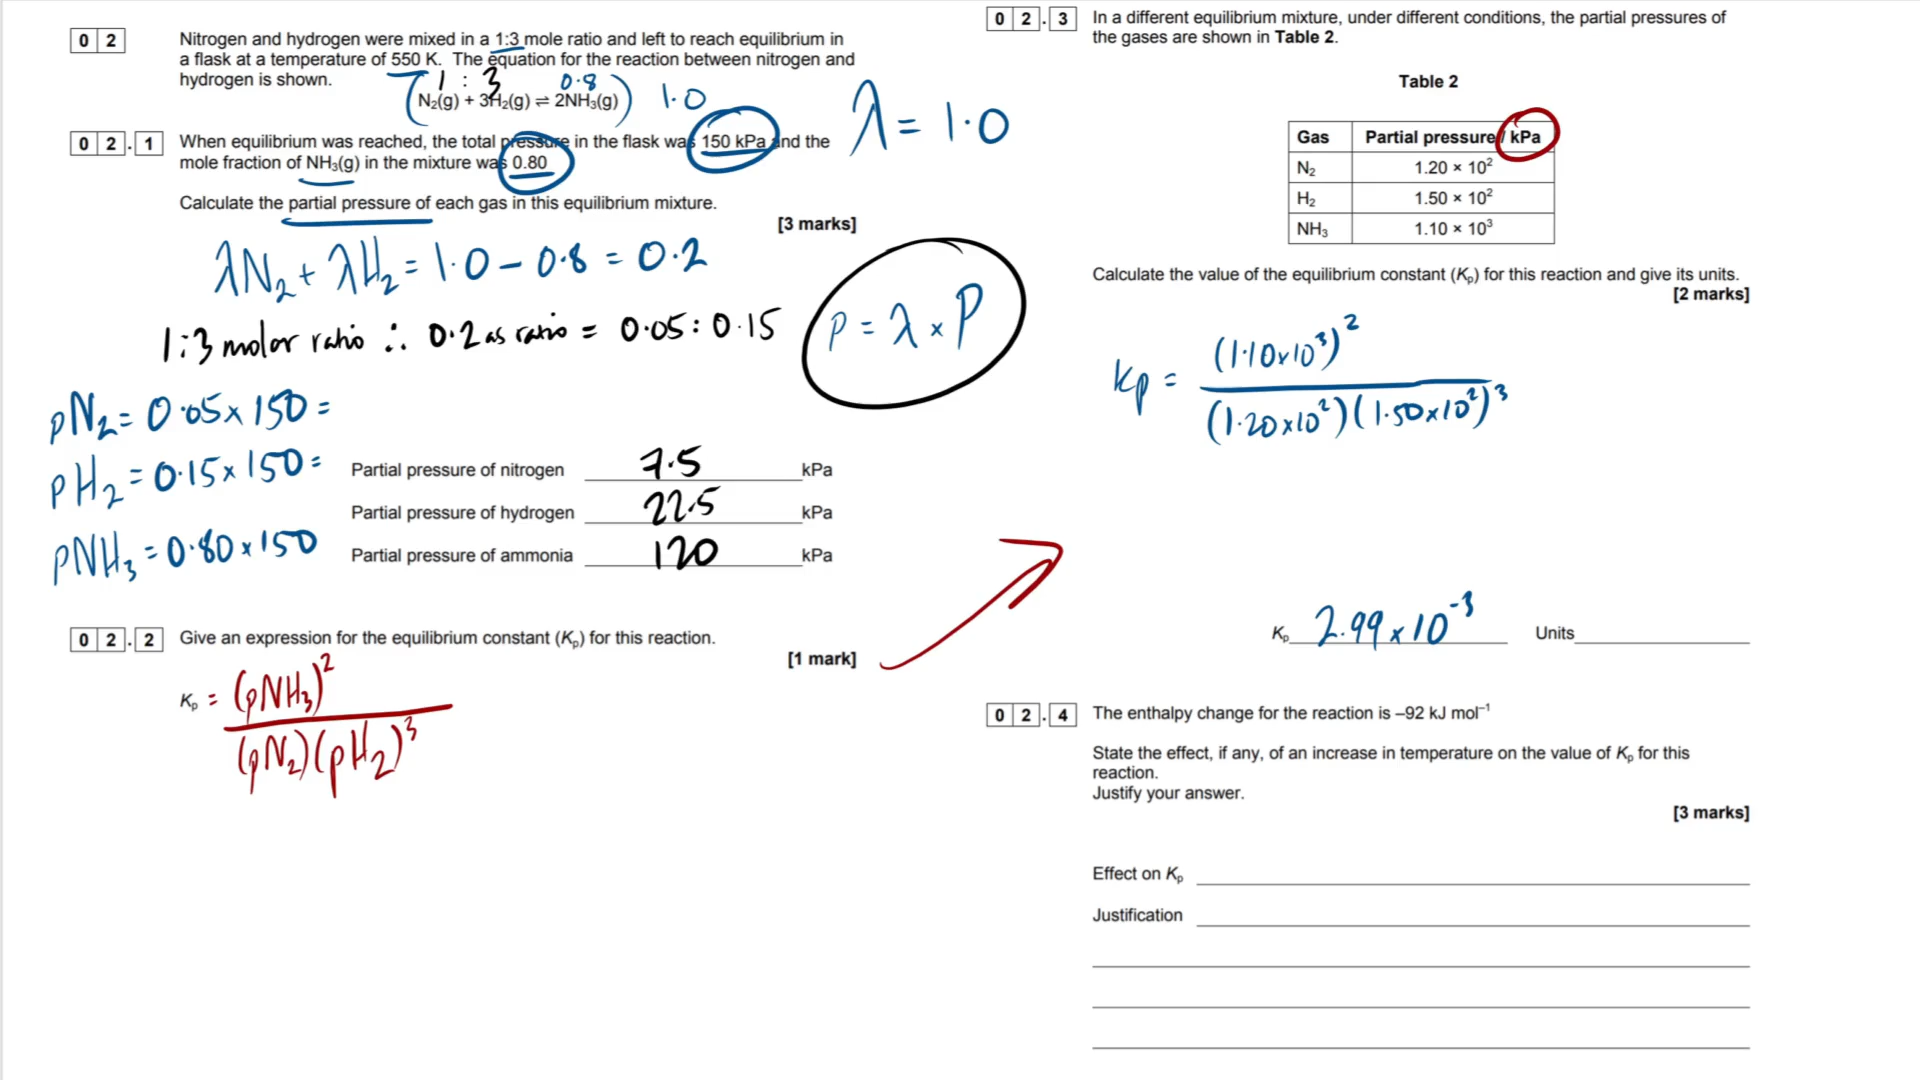 0 2
Nitrogen and hydrogen were mixed in a 1:3 mole ratio and left to reach equilibrium in
a flask at a temperature of 550 K. The equation for the reaction between nitrogen and
hydrogen is shown.
1 : 3 0.8
N₂(g) + 3H₂(g) ⇌ 2NH₃(g) 1.0
λ = 1.0
0 2 . 1
When equilibrium was reached, the total pressure in the flask was 150 kPa and the
mole fraction of NH₃(g) in the mixture was 0.80
Calculate the partial pressure of each gas in this equilibrium mixture.
[3 marks]
λN₂ + λH₂ = 1.0 − 0.8 = 0.2
1:3 molar ratio ∴ 0.2 as ratio = 0.05 : 0.15
p = λ × P
pN₂ = 0.05 × 150 =
pH₂ = 0.15 × 150 =
pNH₃ = 0.80 × 150
Partial pressure of nitrogen 7.5 kPa
Partial pressure of hydrogen 22.5 kPa
Partial pressure of ammonia 120 kPa
0 2 . 2
Give an expression for the equilibrium constant (Kₚ) for this reaction.
[1 mark]
Kₚ = (pNH₃)²
(pN₂)(pH₂)³
0 2 . 3
In a different equilibrium mixture, under different conditions, the partial pressures of
the gases are shown in Table 2.
Table 2
Gas Partial pressure / kPa
N₂ 1.20 × 10²
H₂ 1.50 × 10²
NH₃ 1.10 × 10³
Calculate the value of the equilibrium constant (Kₚ) for this reaction and give its units.
[2 marks]
Kp = (1.10×10³)²
(1.20×10²)(1.50×10²)³
Kₚ 2.99 × 10⁻³ Units
0 2 . 4
The enthalpy change for the reaction is –92 kJ mol⁻¹
State the effect, if any, of an increase in temperature on the value of Kₚ for this
reaction.
Justify your answer.
[3 marks]
Effect on Kₚ
Justification